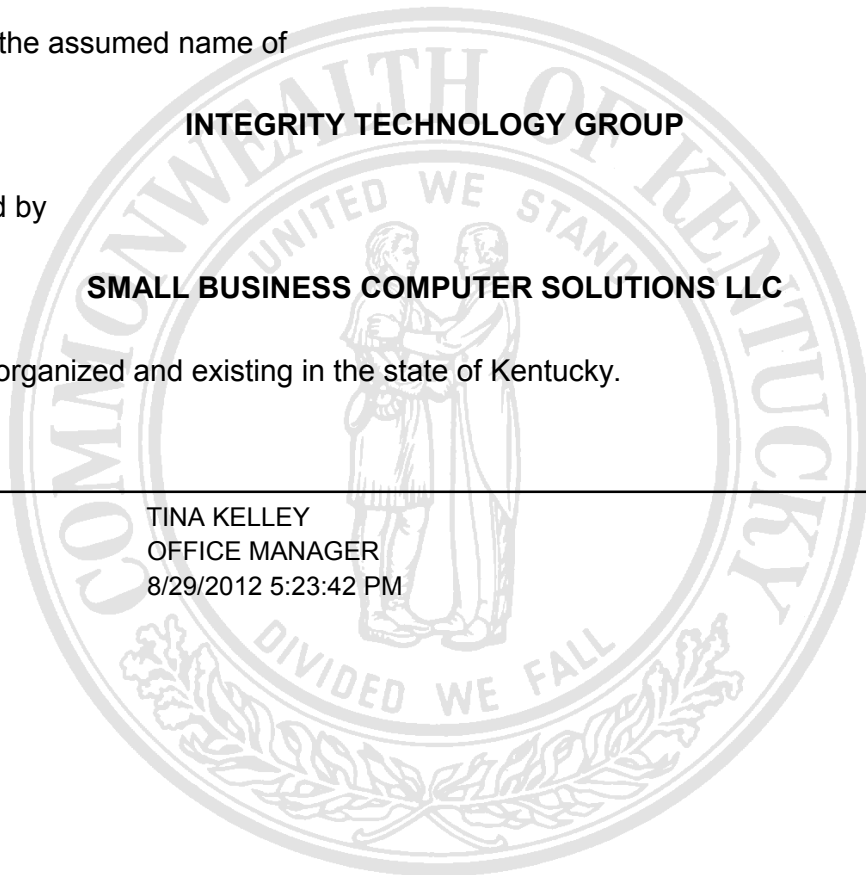 the assumed name of
INTEGRITY TECHNOLOGY GROUP
d by
SMALL BUSINESS COMPUTER SOLUTIONS LLC
organized and existing in the state of Kentucky.
TINA KELLEY
OFFICE MANAGER
8/29/2012 5:23:42 PM
COMMONWEALTH OF KENTUCKY
UNITED WE STAND
DIVIDED WE FALL